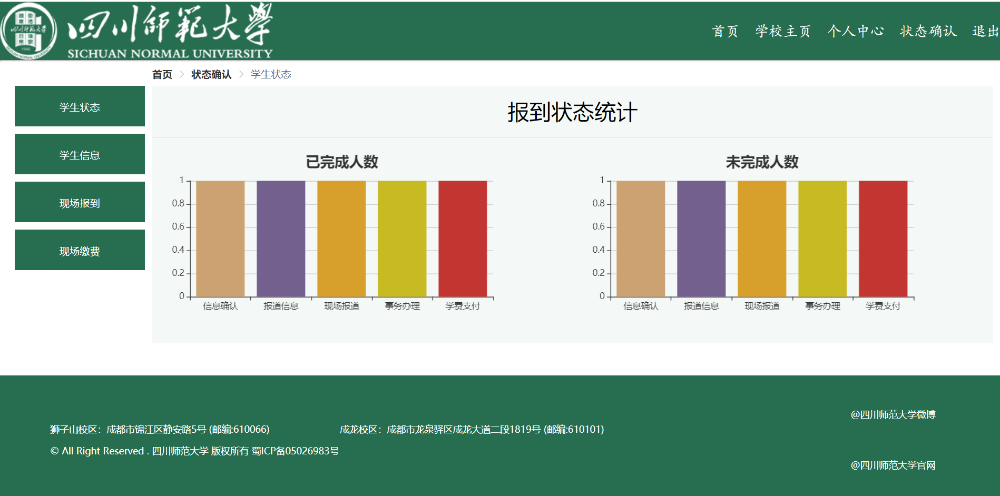 四川師範大學
SICHUAN NORMAL UNIVERSITY
1946
首页 学校主页 个人中心 状态确认 退出
首页 > 状态确认 > 学生状态
学生状态
学生信息
现场报到
现场缴费
报到状态统计
已完成人数
1
0.8
0.6
0.4
0.2
0
信息确认 报道信息 现场报道 事务办理 学费支付
未完成人数
1
0.8
0.6
0.4
0.2
0
信息确认 报道信息 现场报道 事务办理 学费支付
狮子山校区：成都市锦江区静安路5号 (邮编:610066) 成龙校区：成都市龙泉驿区成龙大道二段1819号 (邮编:610101)
© All Right Reserved . 四川师范大学 版权所有 蜀ICP备05026983号
@四川师范大学微博
@四川师范大学官网